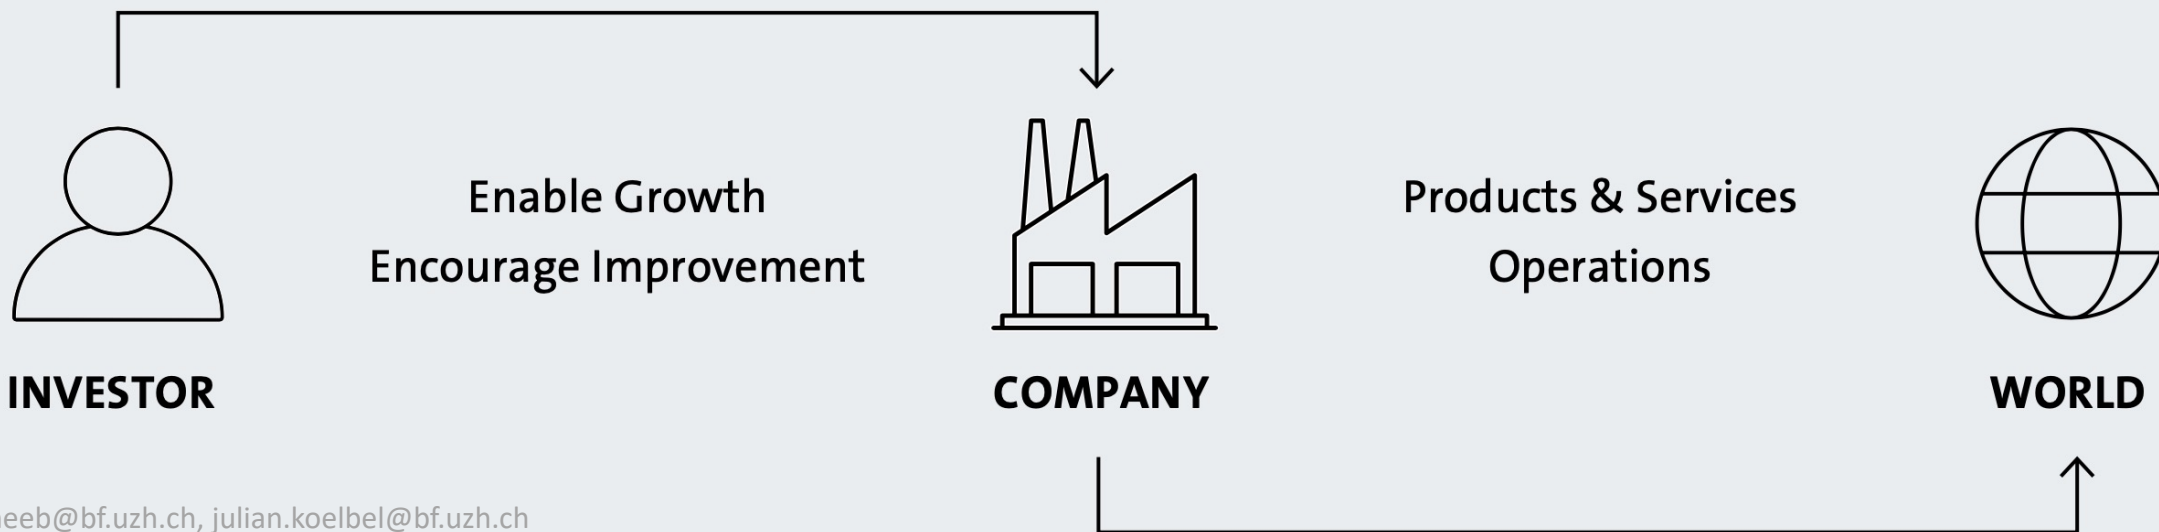 Enable Growth
Encourage Improvement
Products & Services
Operations
INVESTOR
COMPANY
WORLD
julian.koelbel@bf.uzh.ch